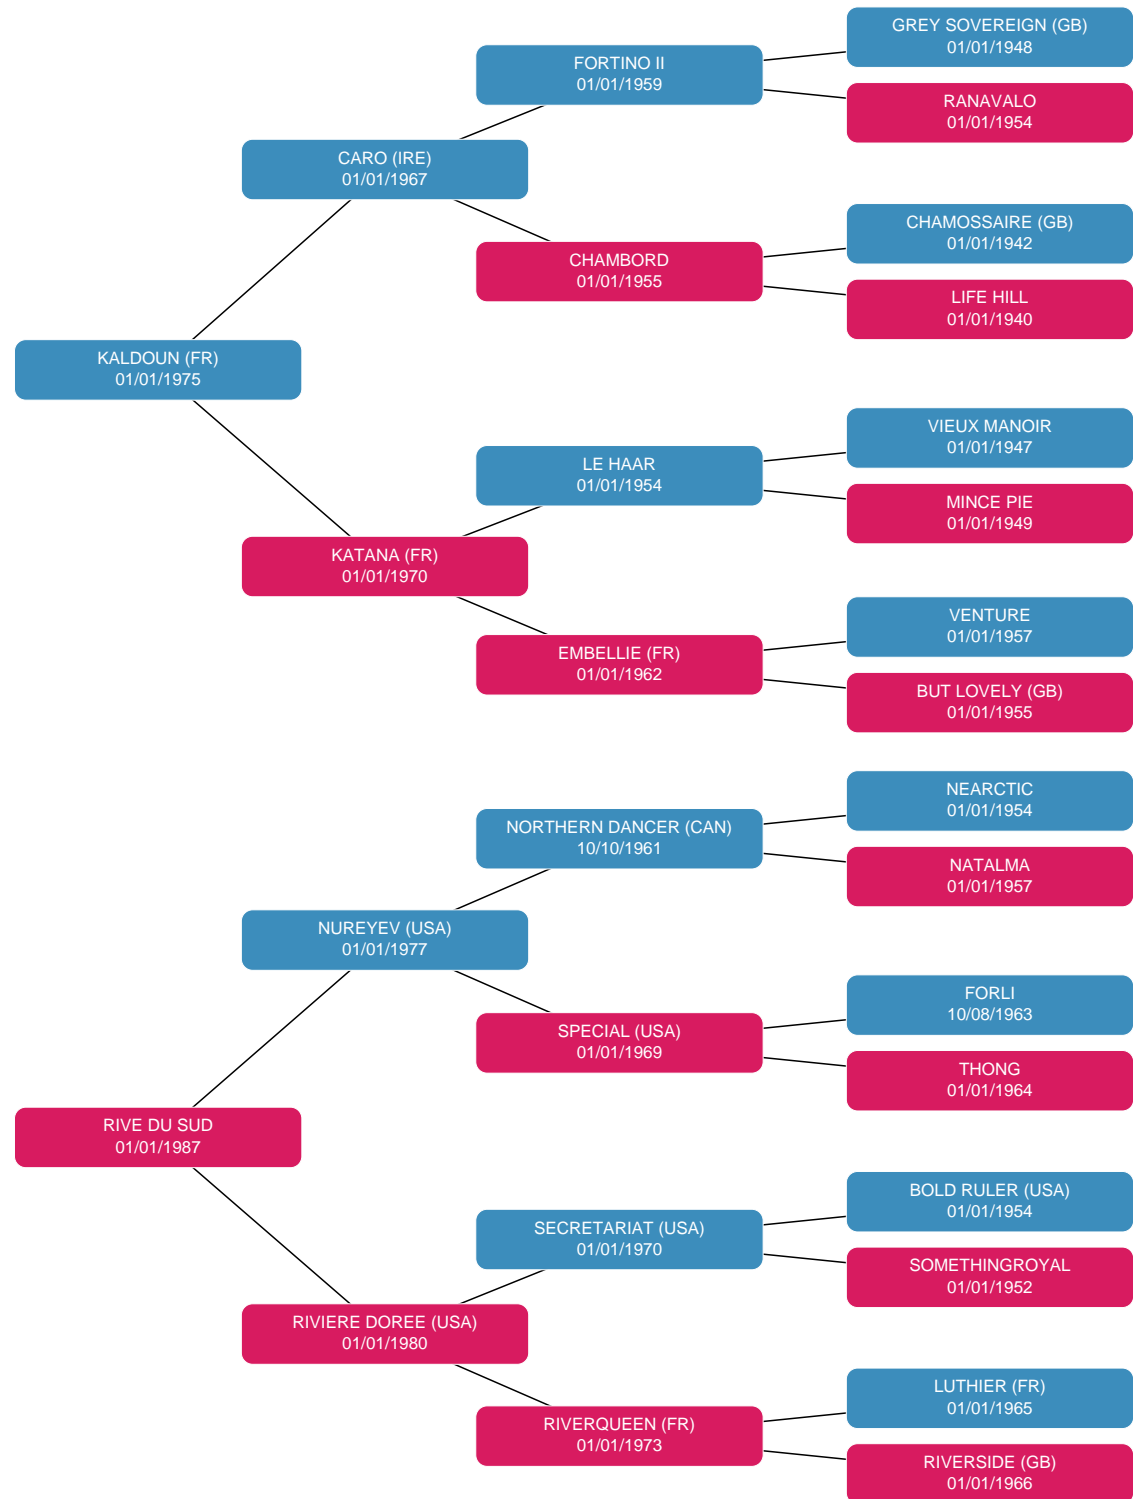 GREY SOVEREIGN (GB)
01/01/1948
FORTINO II
01/01/1959
RANAVALO
01/01/1954
CARO (IRE)
01/01/1967
CHAMOSSAIRE (GB)
01/01/1942
CHAMBORD
01/01/1955
LIFE HILL
01/01/1940
KALDOUN (FR)
01/01/1975
VIEUX MANOIR
01/01/1947
LE HAAR
01/01/1954
MINCE PIE
01/01/1949
KATANA (FR)
01/01/1970
VENTURE
01/01/1957
EMBELLIE (FR)
01/01/1962
BUT LOVELY (GB)
01/01/1955
NEARCTIC
01/01/1954
NORTHERN DANCER (CAN)
10/10/1961
NATALMA
01/01/1957
NUREYEV (USA)
01/01/1977
FORLI
10/08/1963
SPECIAL (USA)
01/01/1969
THONG
01/01/1964
RIVE DU SUD
01/01/1987
BOLD RULER (USA)
01/01/1954
SECRETARIAT (USA)
01/01/1970
SOMETHINGROYAL
01/01/1952
RIVIERE DOREE (USA)
01/01/1980
LUTHIER (FR)
01/01/1965
RIVERQUEEN (FR)
01/01/1973
RIVERSIDE (GB)
01/01/1966